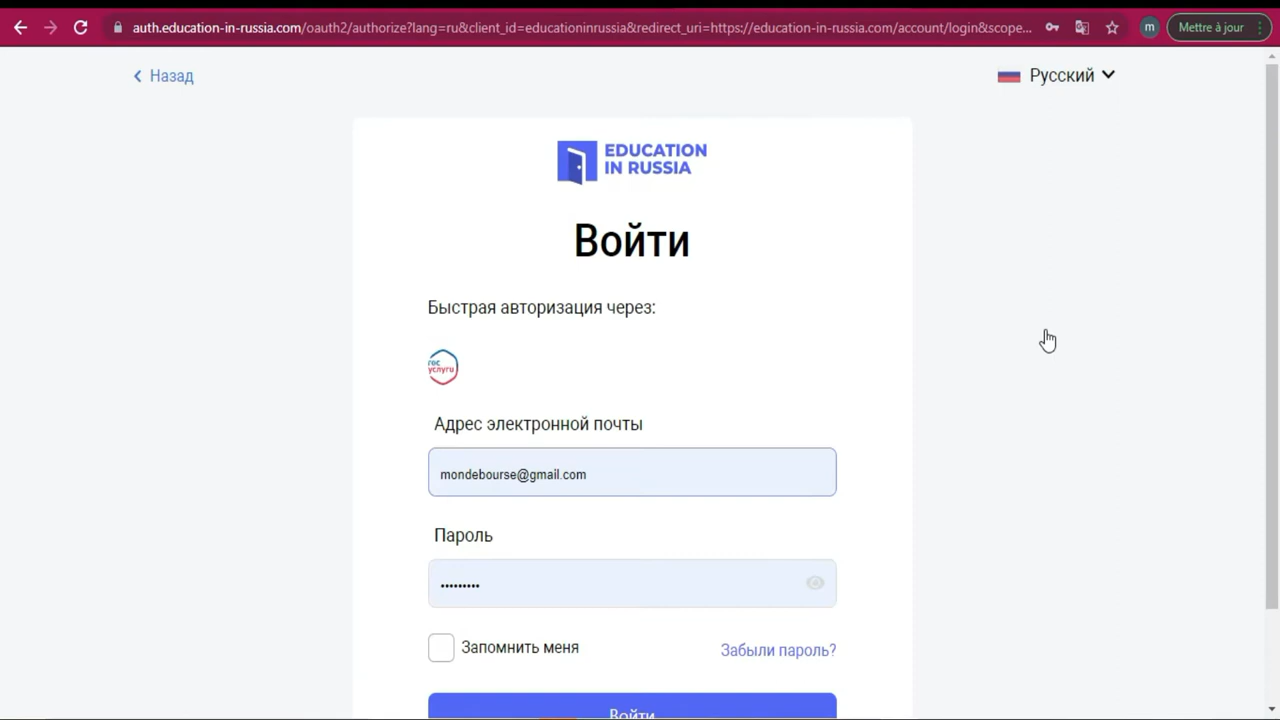 auth.education-in-russia.com/oauth2/authorize?lang=ru&client_id=educationinrussia&redirect_uri=https://education-in-russia.com/account/login&scope...
m
Mettre à jour
Назад
Русский
EDUCATION
IN RUSSIA
Войти
Быстрая авторизация через:
гос
услуги
Адрес электронной почты
mondebourse@gmail.com
Пароль
•••••••••
Запомнить меня
Забыли пароль?
Войти